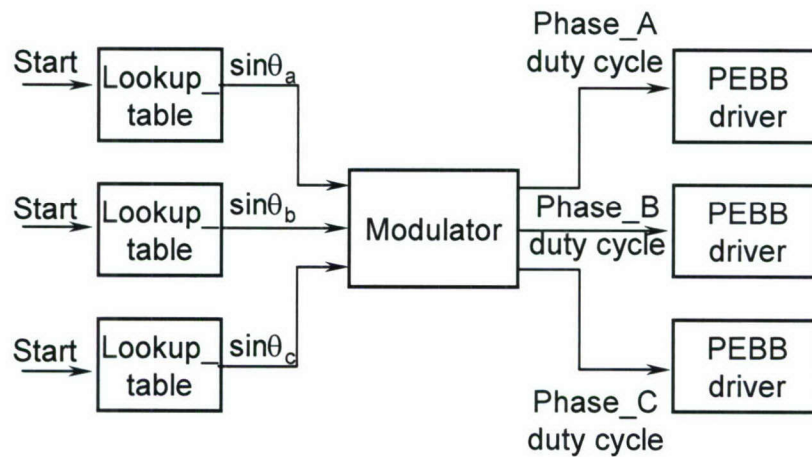 Start
Lookup_
table
sinθa
Start
Lookup_
table
sinθb
Start
Lookup_
table
sinθc
Modulator
Phase_A
duty cycle
PEBB
driver
Phase_B
duty cycle
PEBB
driver
Phase_C
duty cycle
PEBB
driver